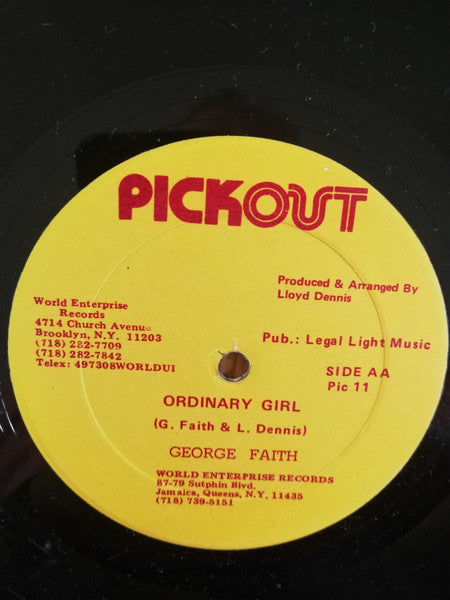 PICKOUT
Produced & Arranged By
Lloyd Dennis
World Enterprise
Records
4714 Church Avenue
Brooklyn, N.Y. 11203
(718) 282-7709
(718) 282-7842
Telex: 497308WORLDUI
Pub.: Legal Light Music
SIDE AA
Pic 11
ORDINARY GIRL
(G. Faith & L. Dennis)
GEORGE FAITH
WORLD ENTERPRISE RECORDS
87-79 Sutphin Blvd.
Jamaica, Queens, N.Y. 11435
(718) 739-5151